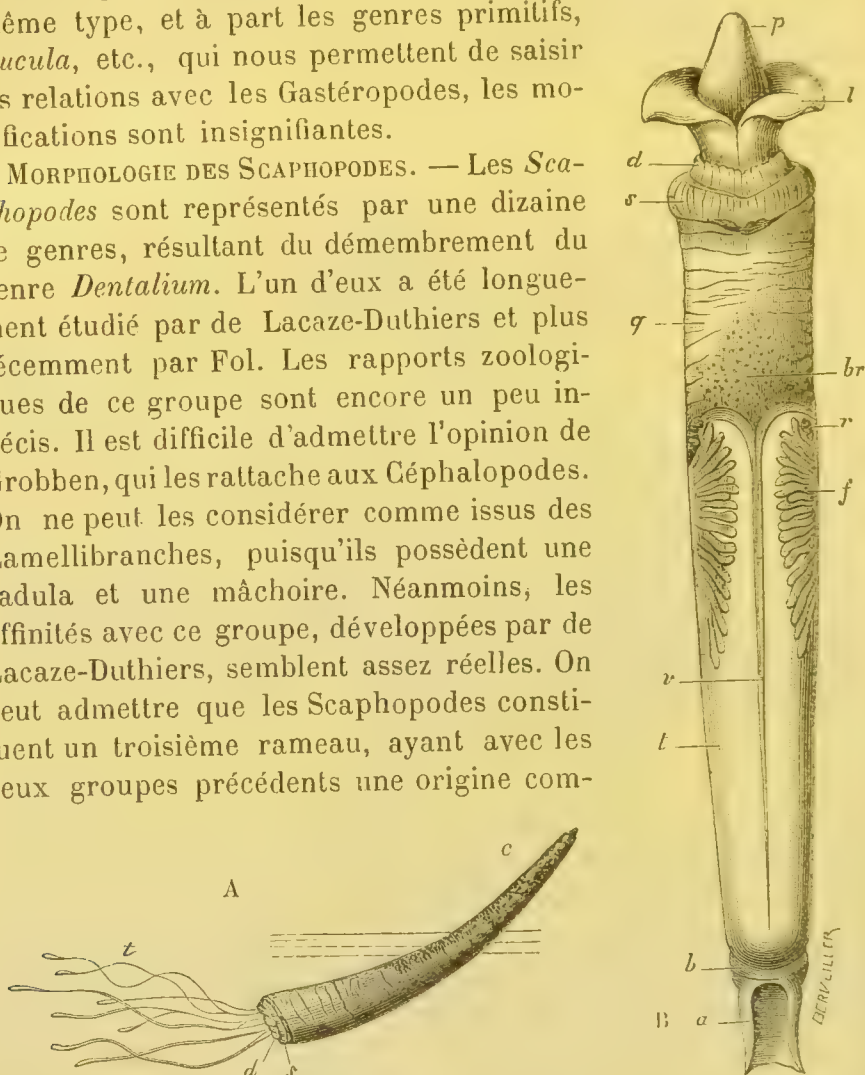 ême type, et à part les genres primitifs,
ucula, etc., qui nous permettent de saisir
s relations avec les Gastéropodes, les mo-
fications sont insignifiantes.
MORPHOLOGIE DES SCAPHOPODES. — Les Sca-
hopodes sont représentés par une dizaine
e genres, résultant du démembrement du
enre Dentalium. L'un d'eux a été longue-
ment étudié par de Lacaze-Duthiers et plus
écemment par Fol. Les rapports zoologi-
ues de ce groupe sont encore un peu in-
écis. Il est difficile d'admettre l'opinion de
Grobben, qui les rattache aux Céphalopodes.
On ne peut les considérer comme issus des
Lamellibranches, puisqu'ils possèdent une
radula et une mâchoire. Néanmoins, les
ffinités avec ce groupe, développées par de
Lacaze-Duthiers, semblent assez réelles. On
eut admettre que les Scaphopodes consti-
uent un troisième rameau, ayant avec les
eux groupes précédents une origine com-
p
l
d
s
g
br
r
f
v
t
b
B a
A
c
t
d s